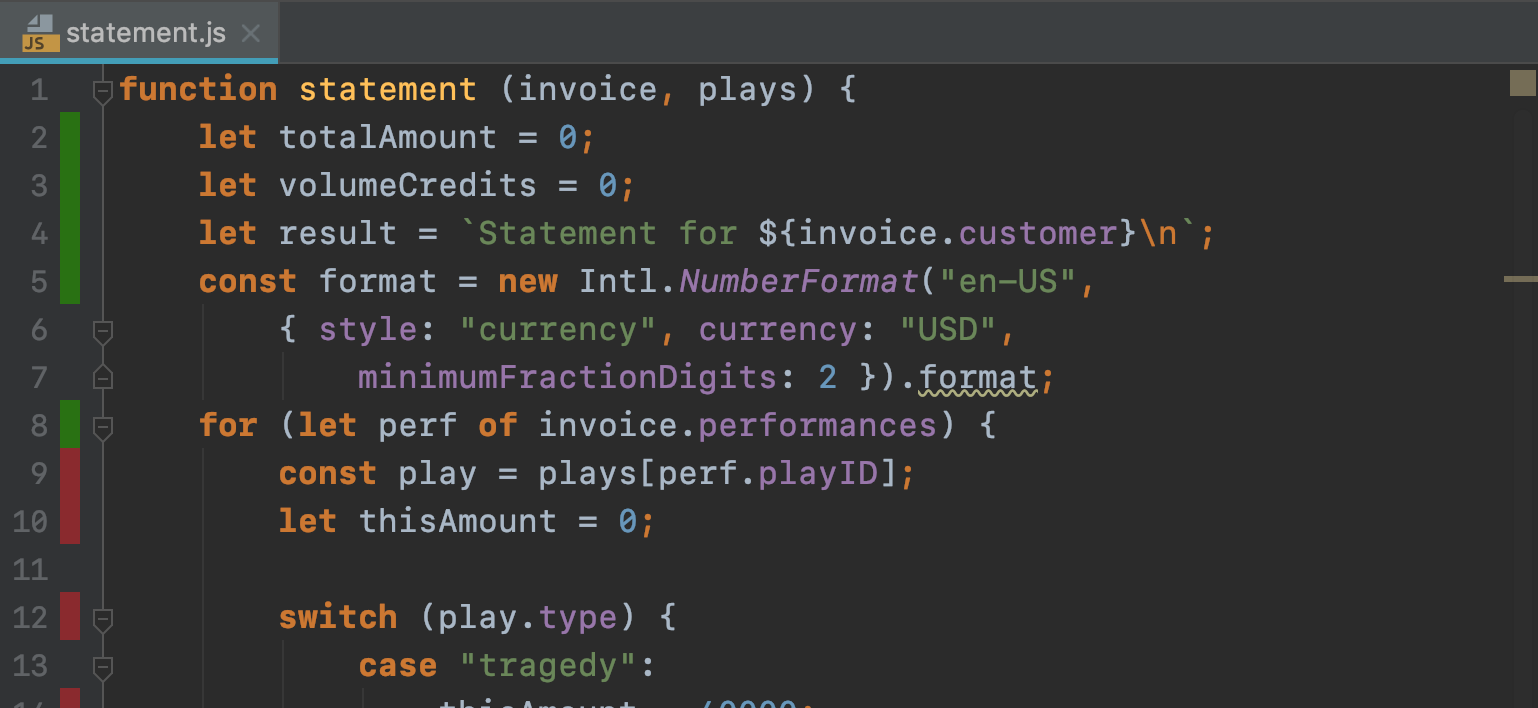 statement.js
JS
1 function statement (invoice, plays) {
2     let totalAmount = 0;
3     let volumeCredits = 0;
4     let result = `Statement for ${invoice.customer}\n`;
5     const format = new Intl.NumberFormat("en-US",
6         { style: "currency", currency: "USD",
7             minimumFractionDigits: 2 }).format;
8     for (let perf of invoice.performances) {
9         const play = plays[perf.playID];
10         let thisAmount = 0;
11
12         switch (play.type) {
13             case "tragedy":